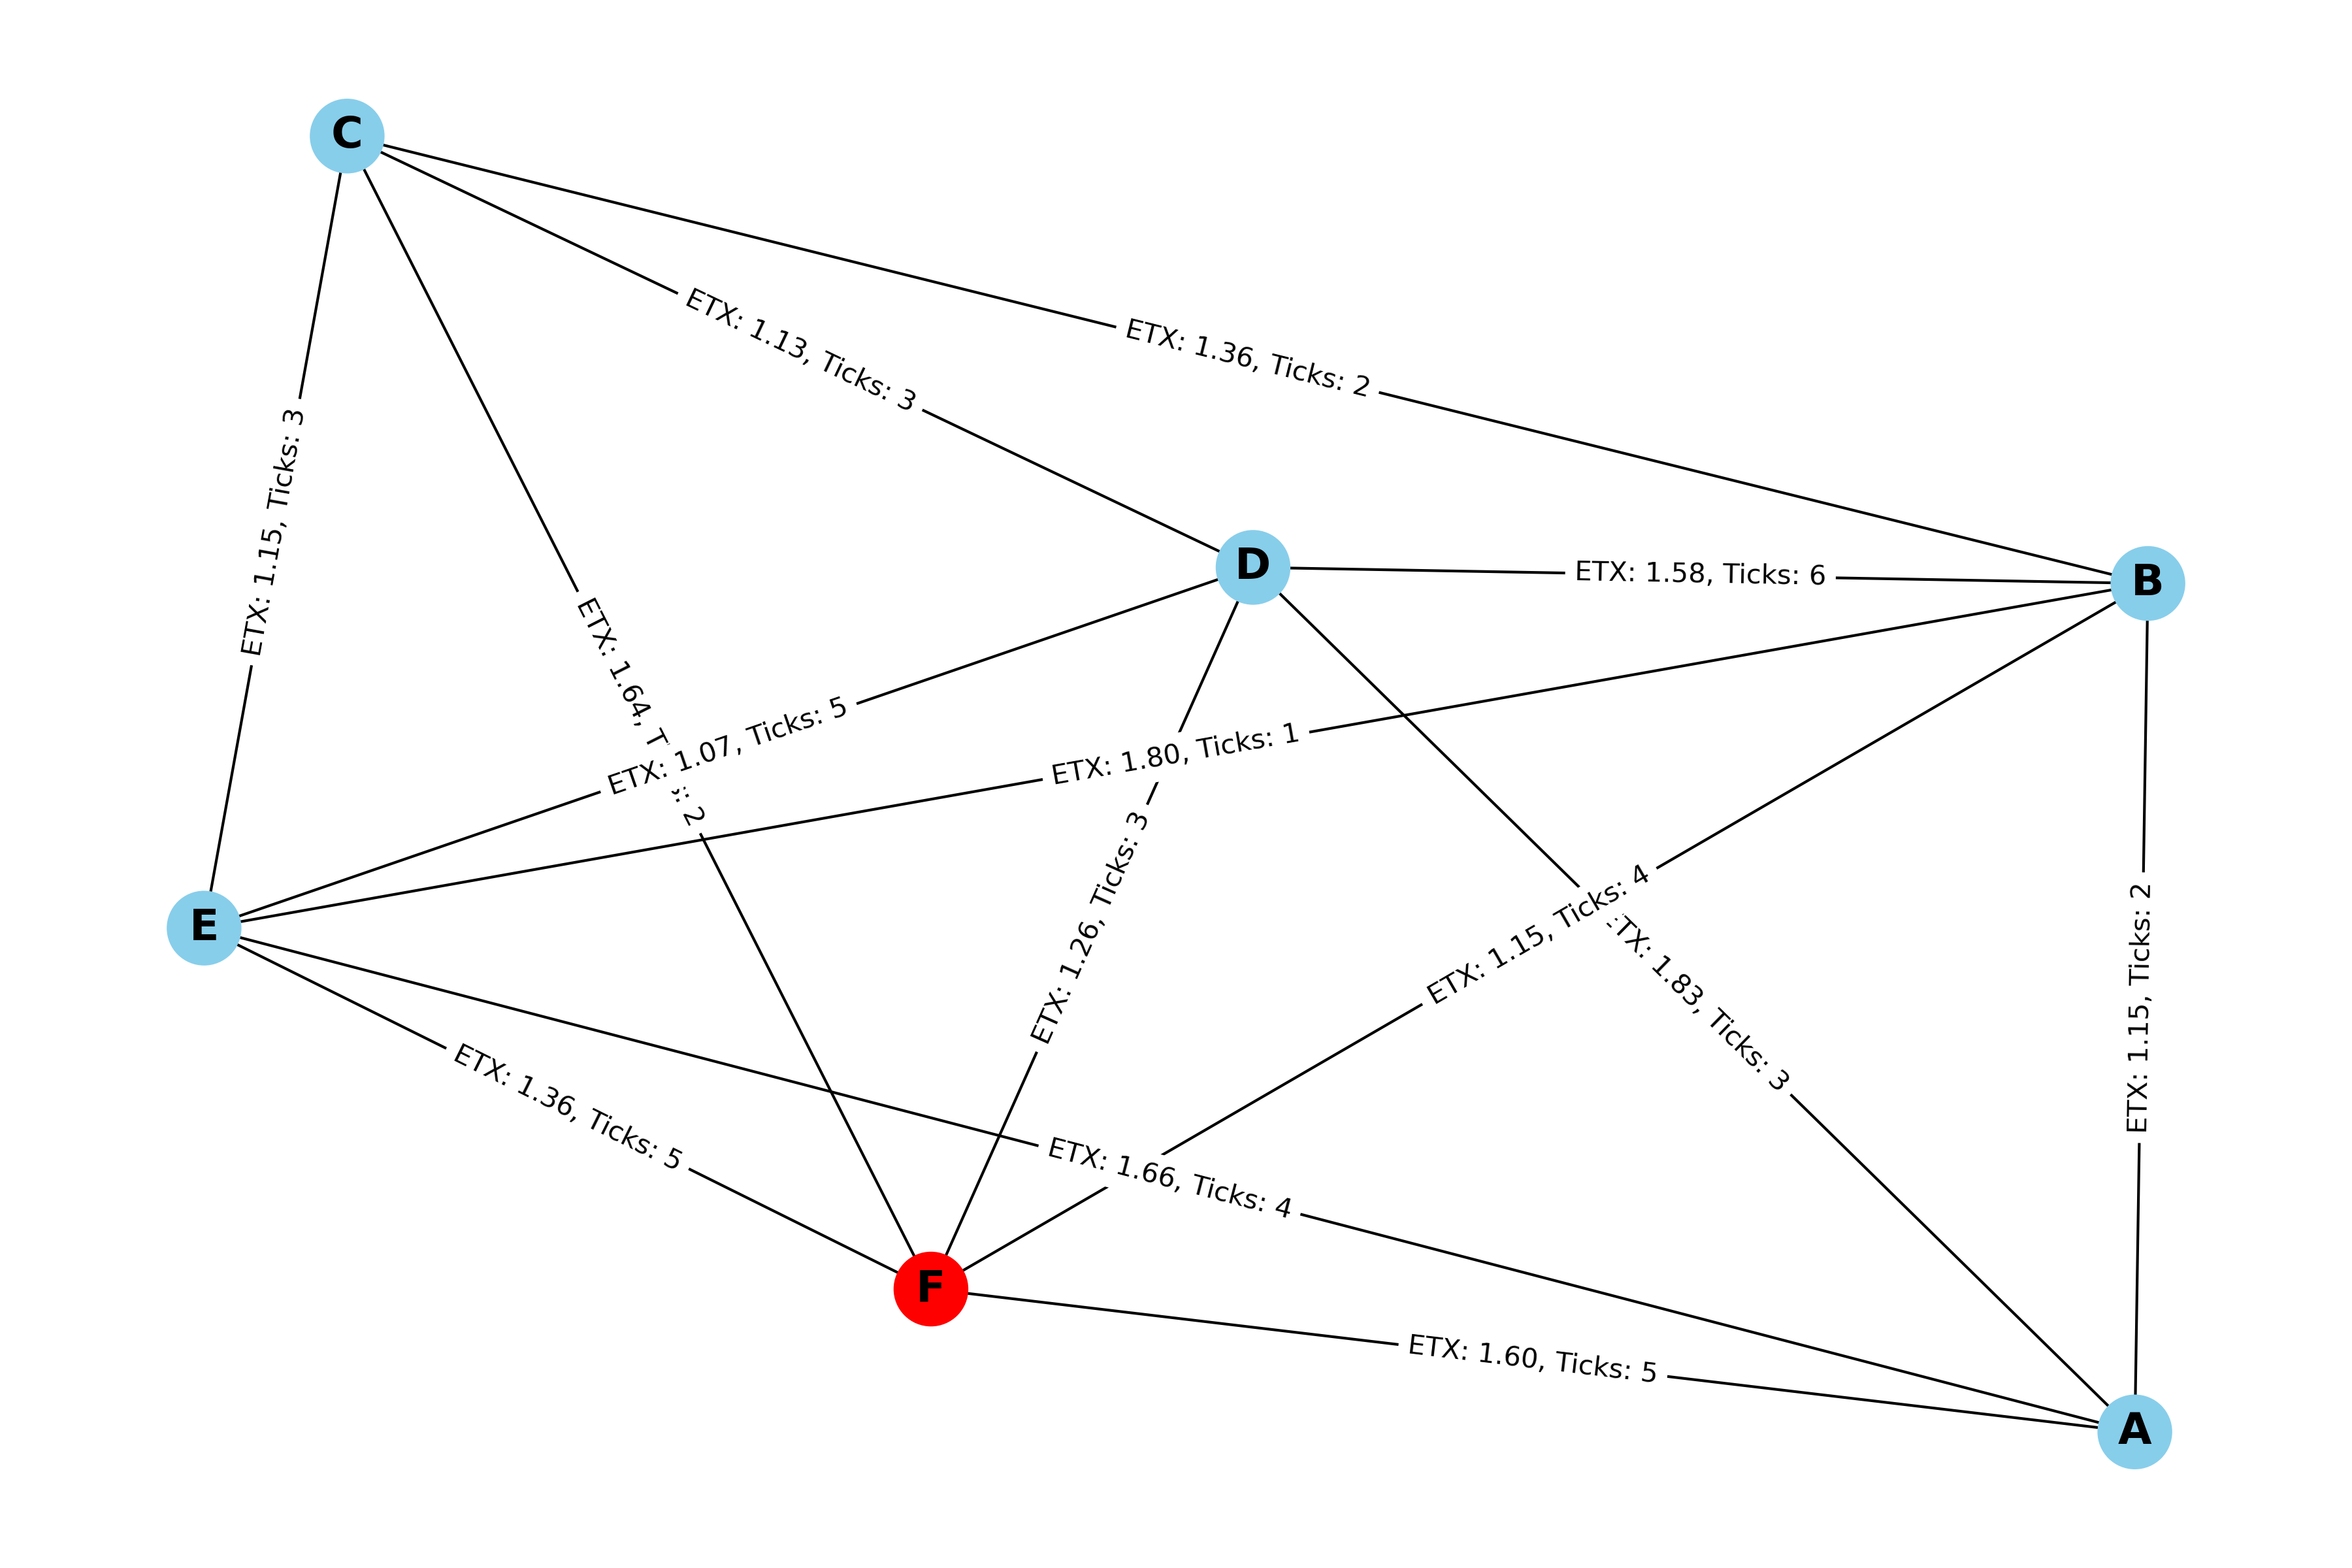 C
ETX: 1.36, Ticks: 2
ETX: 1.13, Ticks: 3
ETX: 1.15, Ticks: 3
D
ETX: 1.58, Ticks: 6
B
ETX: 1.64, T : 2
ETX: 1.07, Ticks: 5
ETX: 1.80, Ticks: 1
ETX: 1.26, Ticks: 3
ETX: 1.15, Ticks: 4
TX: 1.83, Ticks: 3
ETX: 1.15, Ticks: 2
E
ETX: 1.36, Ticks: 5
ETX: 1.66, Ticks: 4
F
ETX: 1.60, Ticks: 5
A